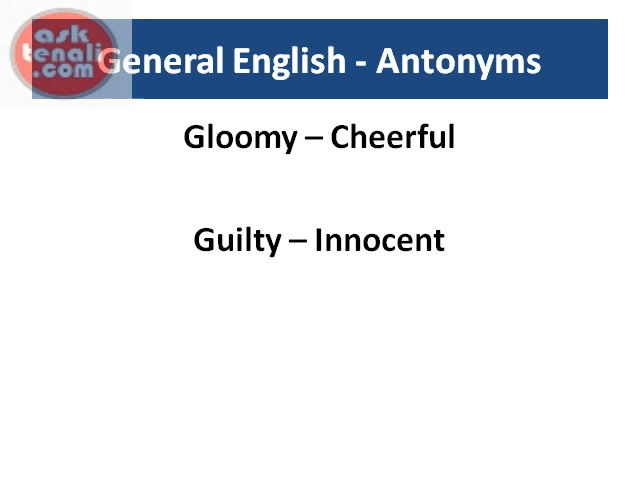 ask
tenali
.com
General English - Antonyms
Gloomy – Cheerful
Guilty – Innocent